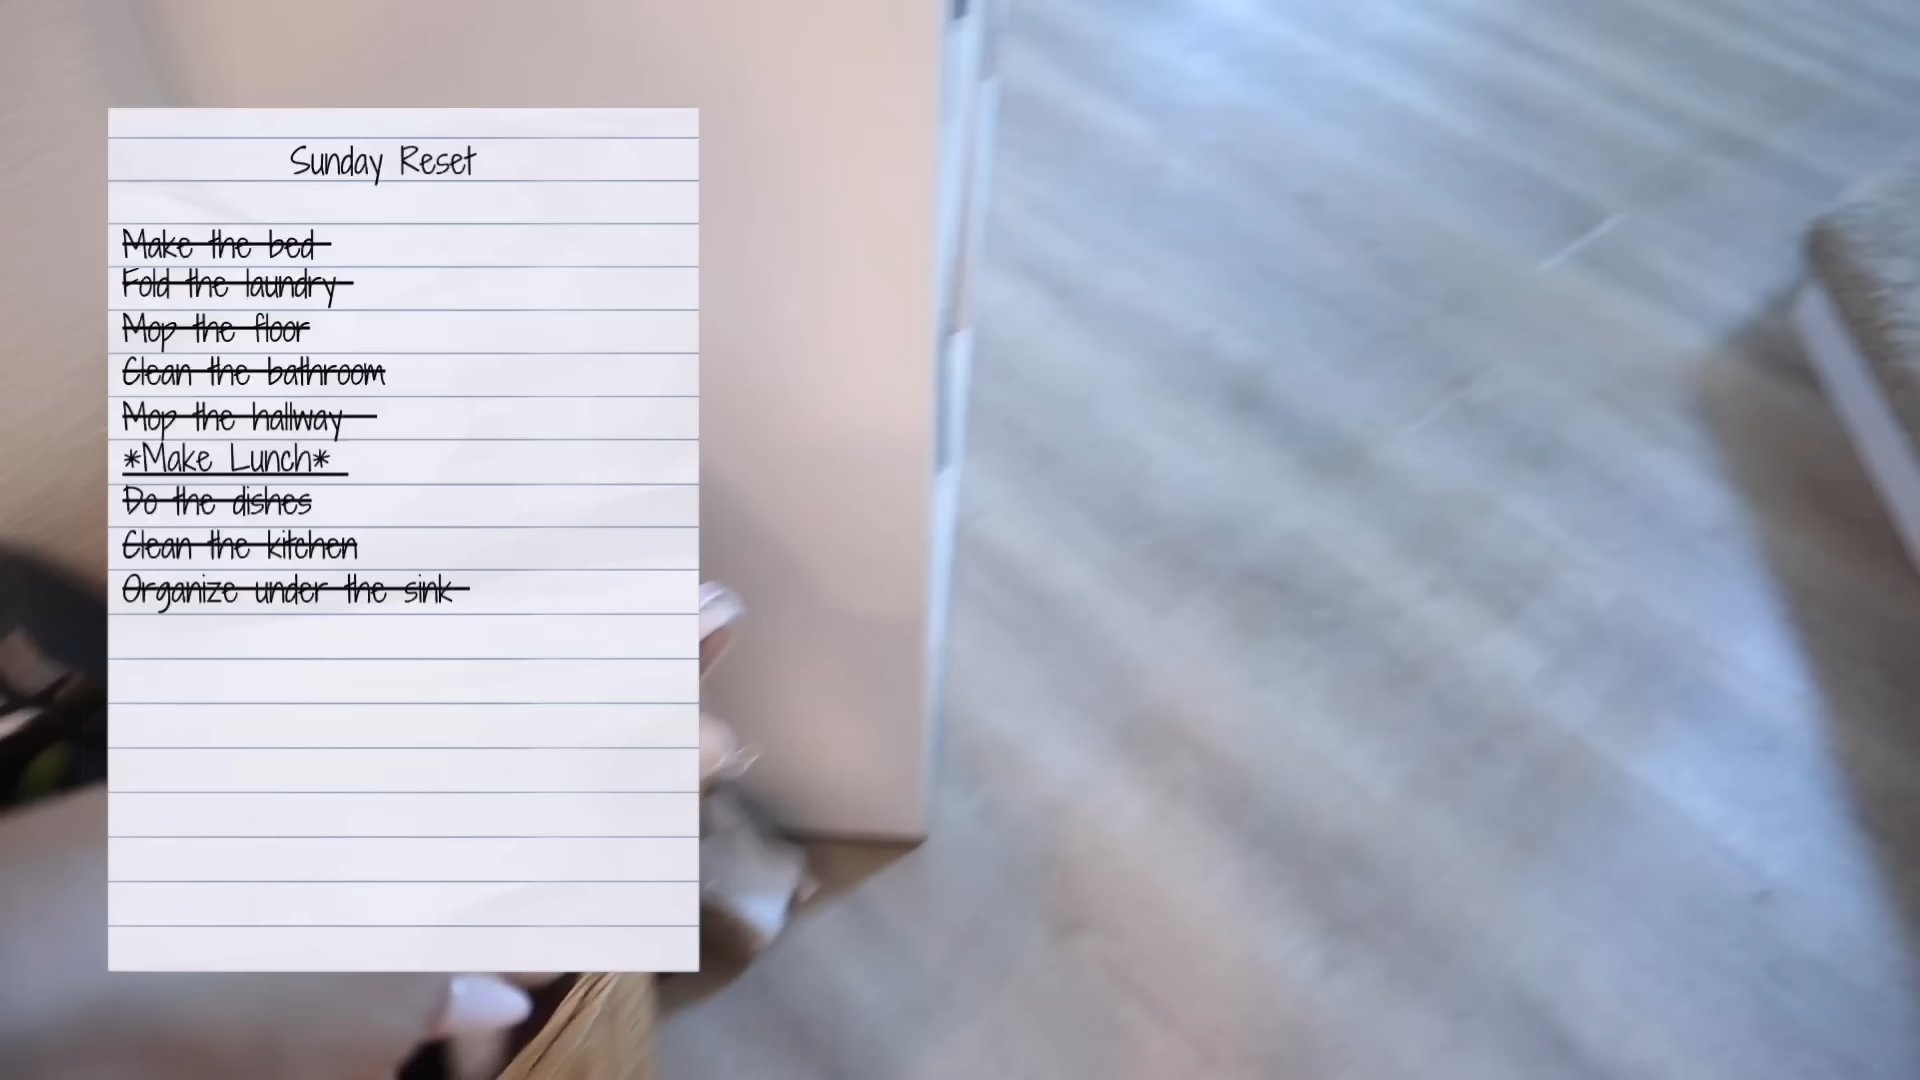 Sunday Reset
Make the bed
Fold the laundry
Mop the floor
Clean the bathroom
Mop the hallway
*Make Lunch*
Do the dishes
Clean the kitchen
Organize under the sink